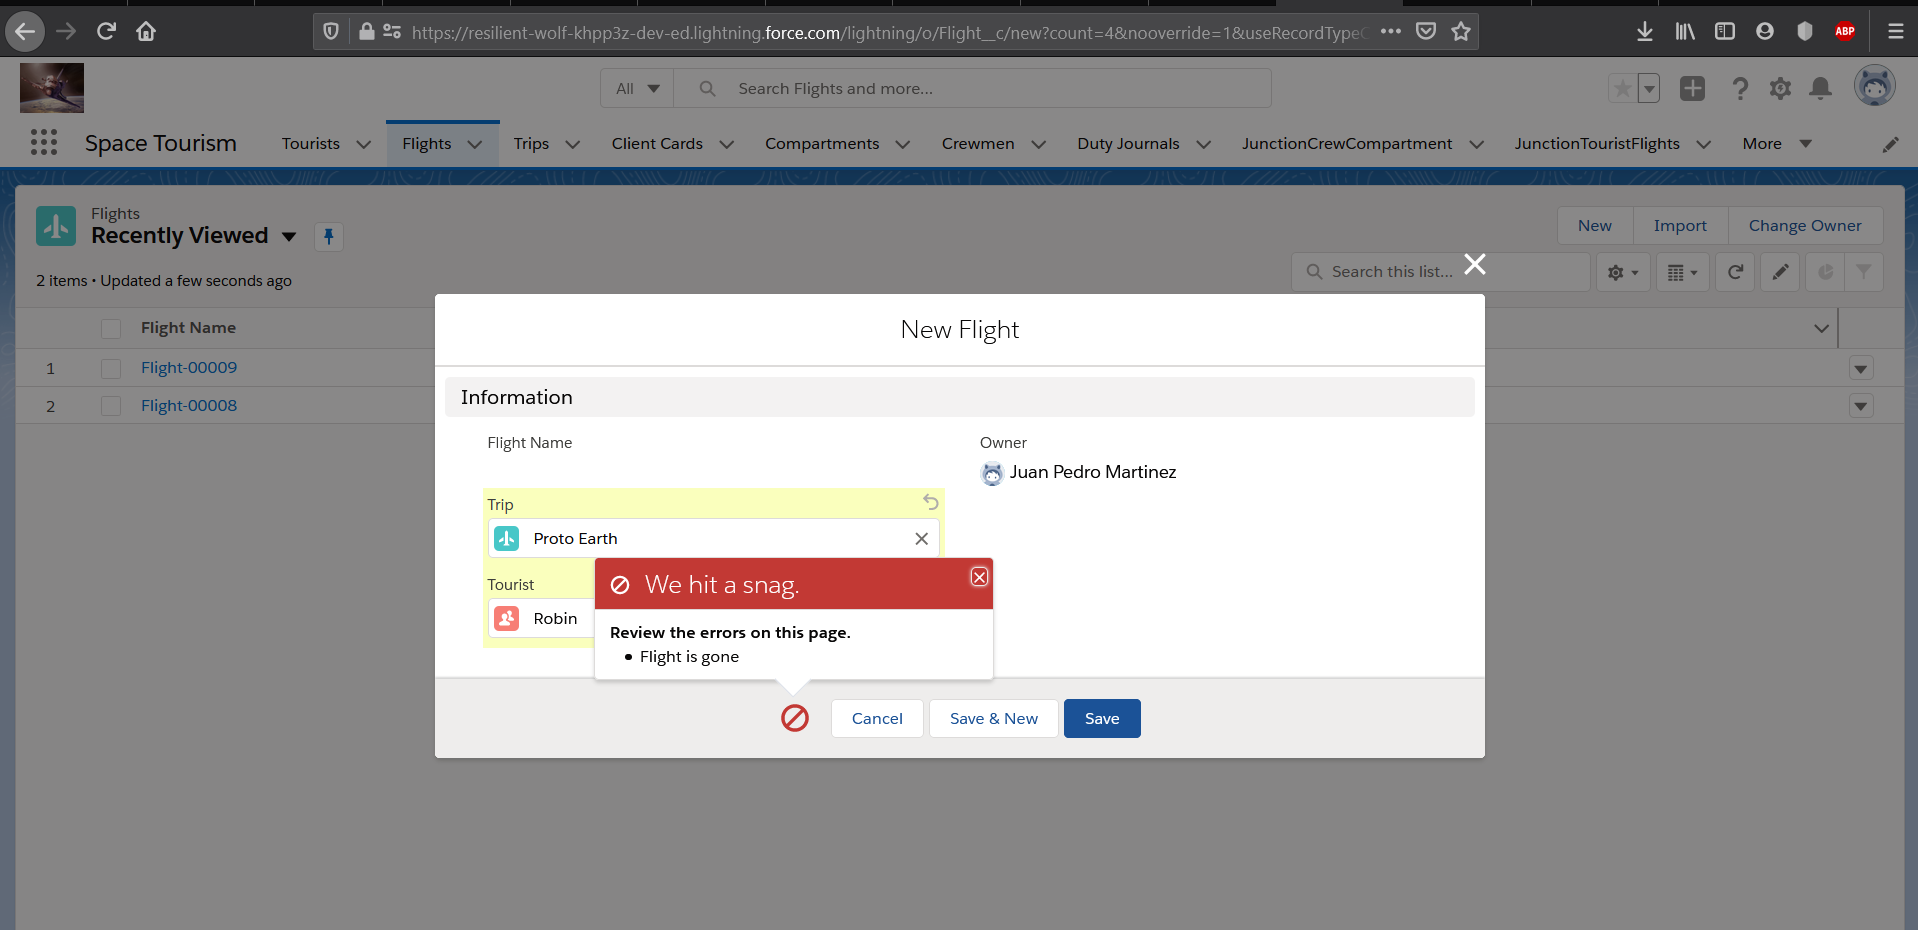 https://resilient-wolf-khpp3z-dev-ed.lightning.force.com/lightning/o/Flight__c/new?count=4&nooverride=1&useRecordType
ABP
All
Search Flights and more...
Space Tourism
Tourists
Flights
Trips
Client Cards
Compartments
Crewmen
Duty Journals
JunctionCrewCompartment
JunctionTouristFlights
More
Flights
Recently Viewed
New
Import
Change Owner
2 items • Updated a few seconds ago
Search this list...
Flight Name
1
Flight-00009
2
Flight-00008
New Flight
Information
Flight Name
Owner
Juan Pedro Martinez
Trip
Proto Earth
Tourist
Robin
We hit a snag.
Review the errors on this page.
• Flight is gone
Cancel
Save & New
Save